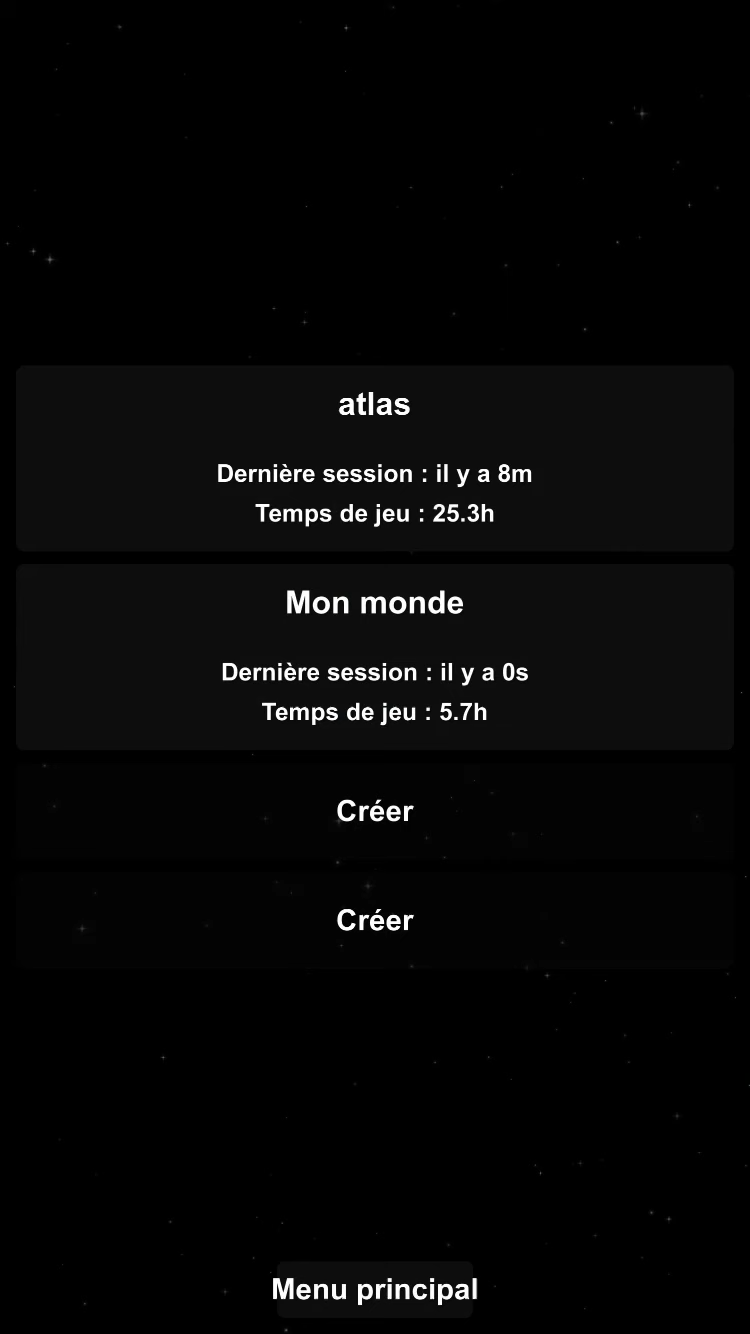 atlas
Dernière session : il y a 8m
Temps de jeu : 25.3h
Mon monde
Dernière session : il y a 0s
Temps de jeu : 5.7h
Créer
Créer
Menu principal